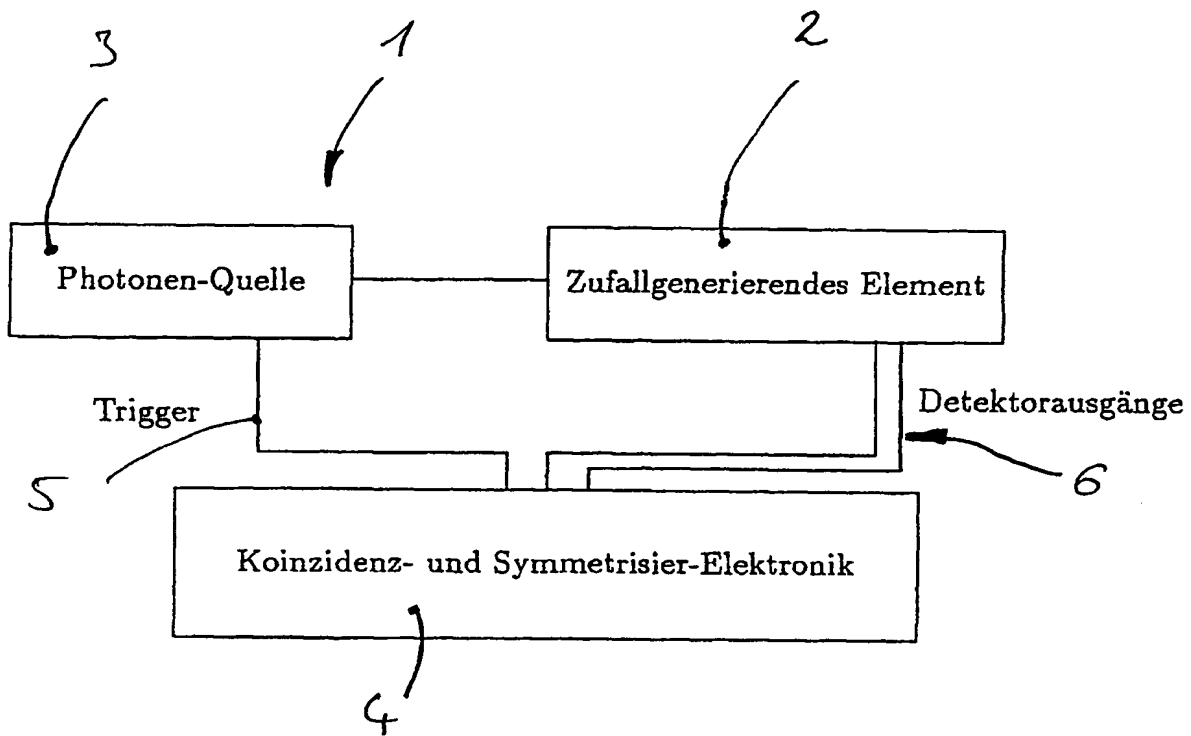 3
1
2
Photonen-Quelle
Zufallgenerierendes Element
Trigger
Detektorausgänge
5
6
Koinzidenz- und Symmetrisier-Elektronik
4